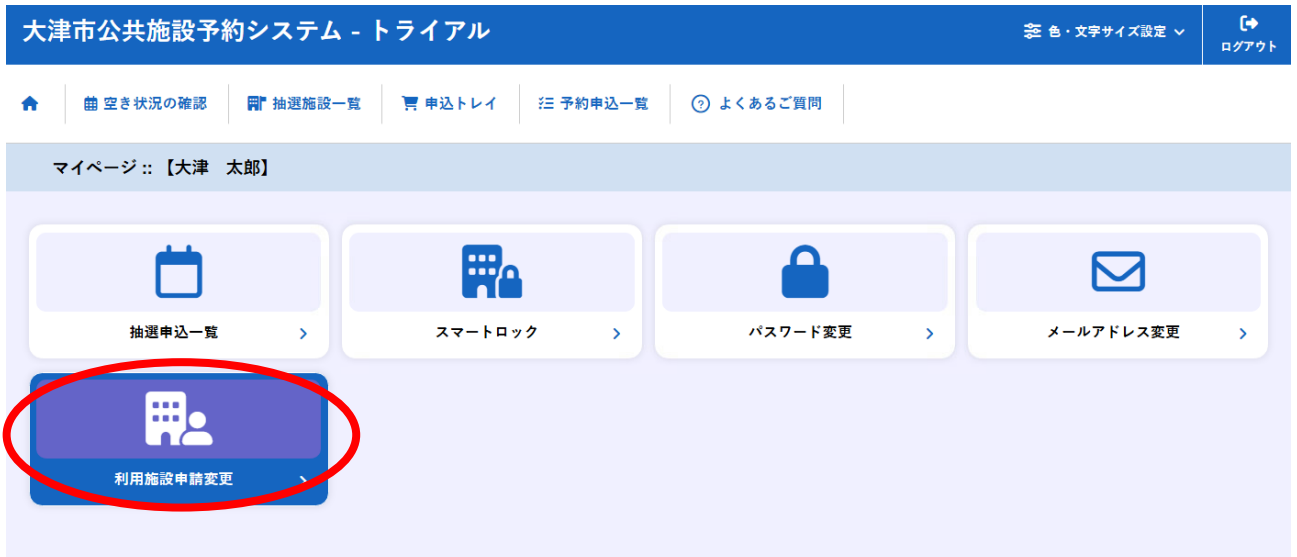 大津市公共施設予約システム - トライアル
色・文字サイズ設定
ログアウト
空き状況の確認
抽選施設一覧
申込トレイ
予約申込一覧
よくあるご質問
マイページ :: 【大津　太郎】
抽選申込一覧
スマートロック
パスワード変更
メールアドレス変更
利用施設申請変更